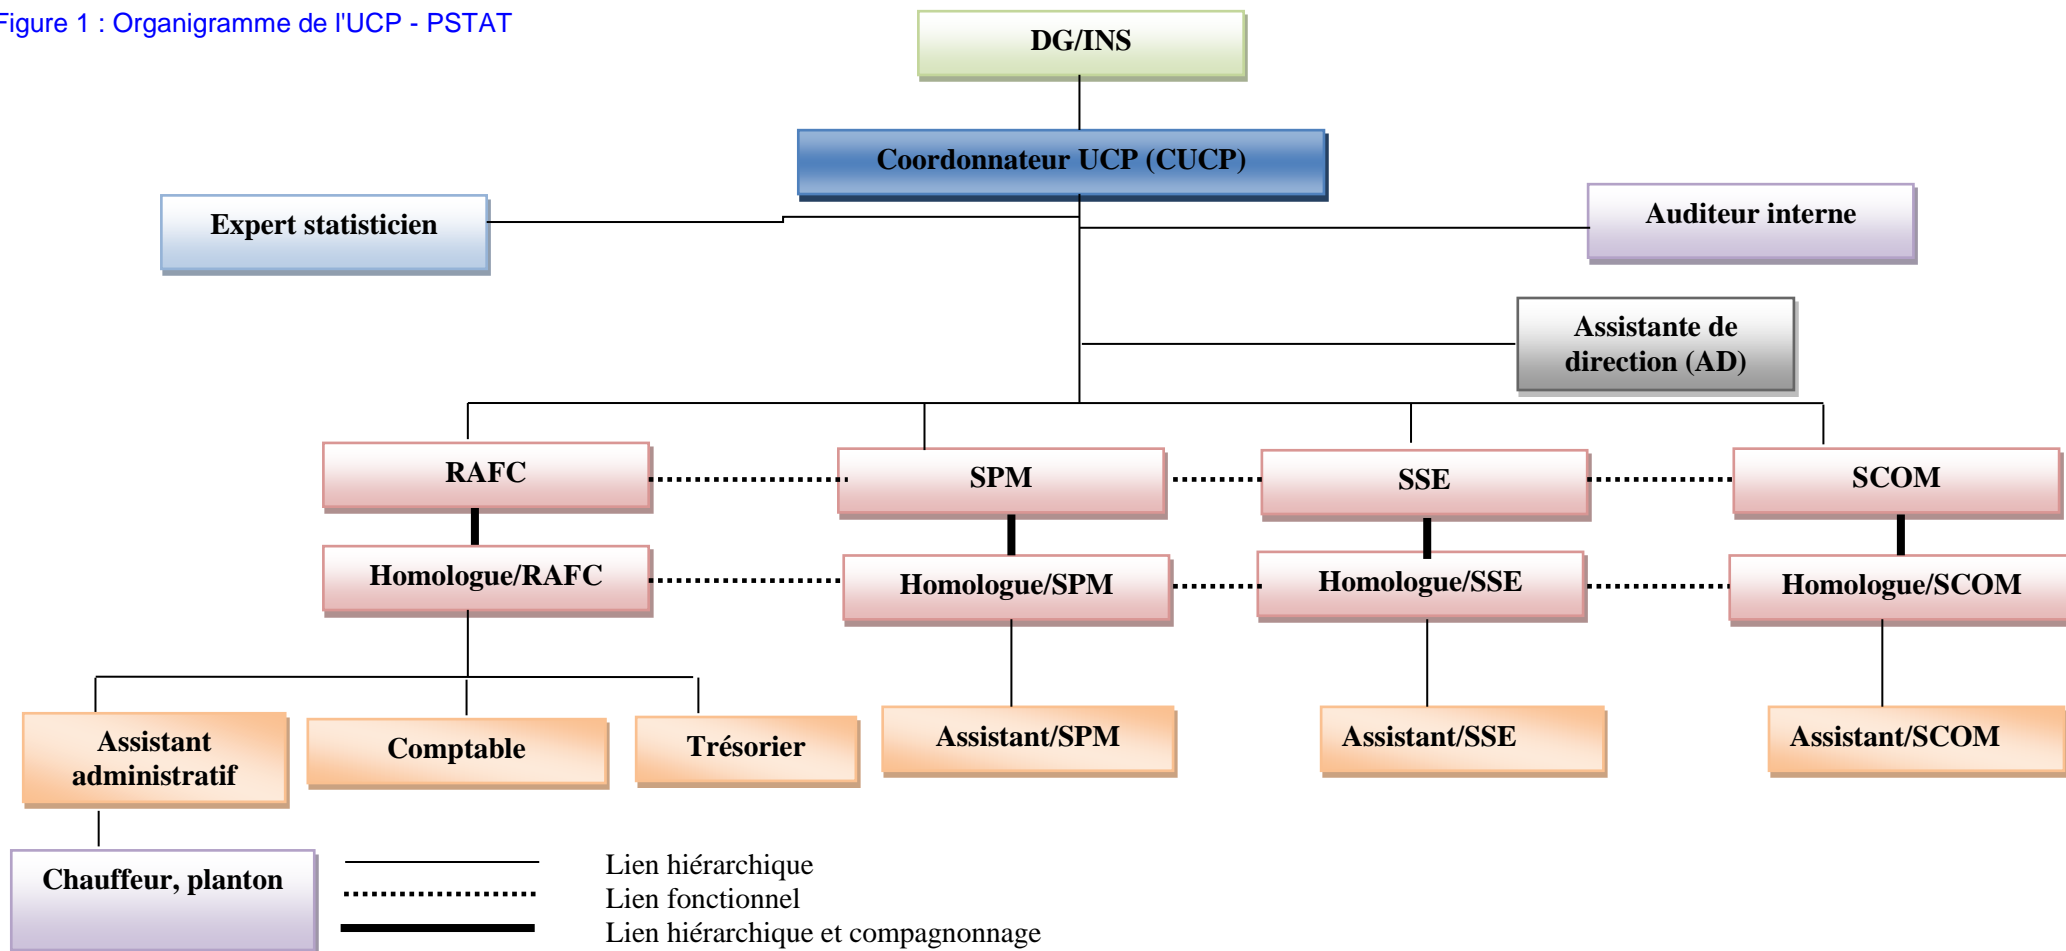 Figure 1 : Organigramme de l'UCP - PSTAT
DG/INS
Coordonnateur UCP (CUCP)
Expert statisticien
Auditeur interne
Assistante de
direction (AD)
RAFC
SPM
SSE
SCOM
Homologue/RAFC
Homologue/SPM
Homologue/SSE
Homologue/SCOM
Assistant
administratif
Comptable
Trésorier
Assistant/SPM
Assistant/SSE
Assistant/SCOM
Chauffeur, planton
Lien hiérarchique
Lien fonctionnel
Lien hiérarchique et compagnonnage